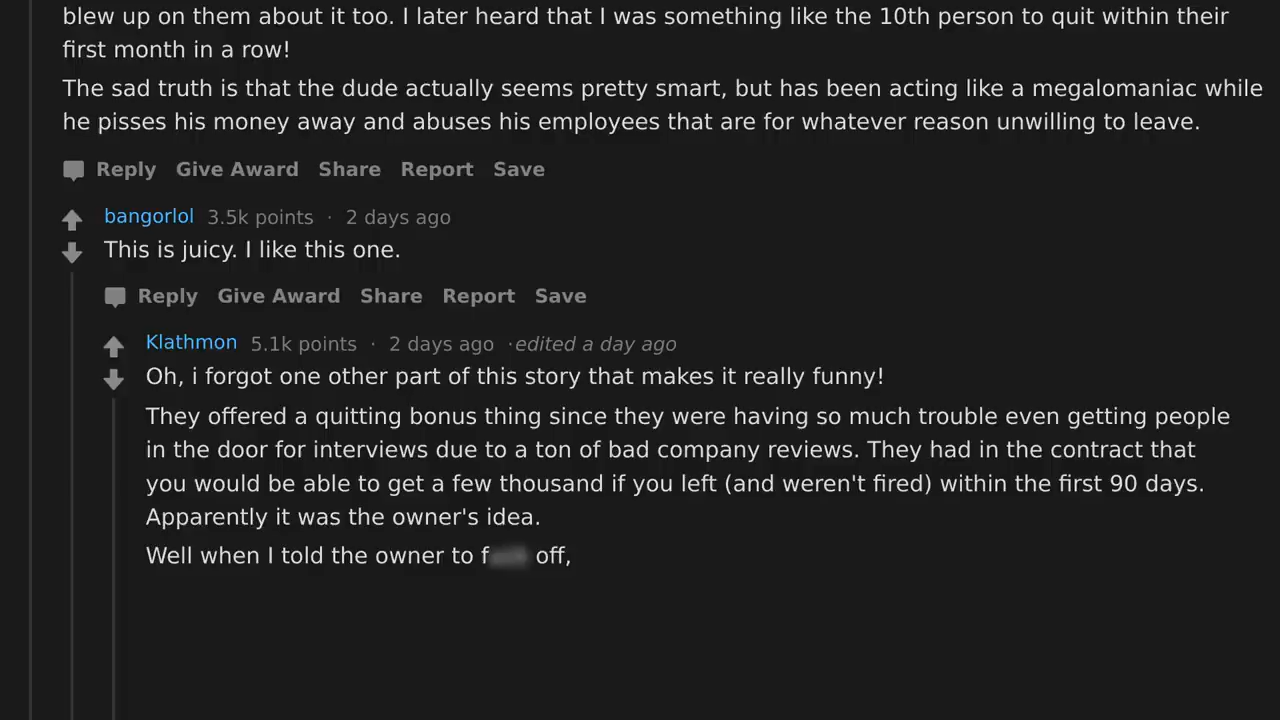 blew up on them about it too. I later heard that I was something like the 10th person to quit within their
first month in a row!
The sad truth is that the dude actually seems pretty smart, but has been acting like a megalomaniac while
he pisses his money away and abuses his employees that are for whatever reason unwilling to leave.
Reply Give Award Share Report Save
bangorlol 3.5k points · 2 days ago
This is juicy. I like this one.
Reply Give Award Share Report Save
Klathmon 5.1k points · 2 days ago ·edited a day ago
Oh, i forgot one other part of this story that makes it really funny!
They offered a quitting bonus thing since they were having so much trouble even getting people
in the door for interviews due to a ton of bad company reviews. They had in the contract that
you would be able to get a few thousand if you left (and weren't fired) within the first 90 days.
Apparently it was the owner's idea.
Well when I told the owner to f off,